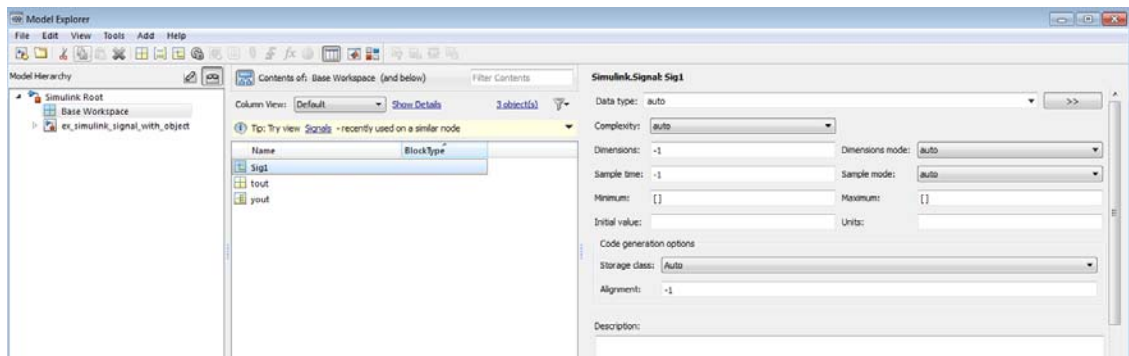 Model Explorer
File Edit View Tools Add Help
Model Hierarchy
Simulink Root
Base Workspace
ex_simulink_signal_with_object
Contents of: Base Workspace (and below) Filter Contents
Column View: Default Show Details 3 object(s)
Tip: Try view Signals - recently used on a similar node
Name BlockType
Sig1
tout
yout
Simulink.Signal: Sig1
Data type: auto >>
Complexity: auto
Dimensions: -1 Dimensions mode: auto
Sample time: -1 Sample mode: auto
Minimum: [] Maximum: []
Initial value: Units:
Code generation options
Storage class: Auto
Alignment: -1
Description: